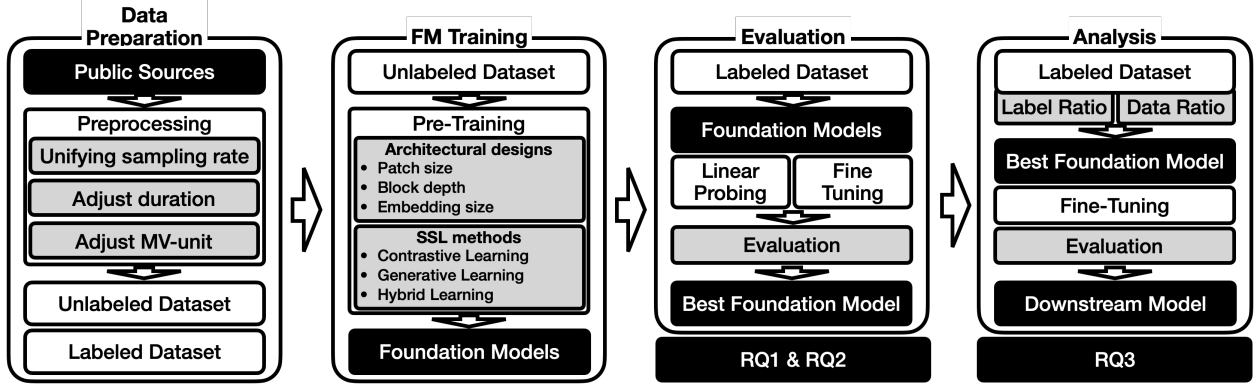 Data
Preparation
Public Sources
Preprocessing
Unifying sampling rate
Adjust duration
Adjust MV-unit
Unlabeled Dataset
Labeled Dataset
FM Training
Unlabeled Dataset
Pre-Training
Architectural designs
• Patch size
• Block depth
• Embedding size
SSL methods
• Contrastive Learning
• Generative Learning
• Hybrid Learning
Foundation Models
Evaluation
Labeled Dataset
Foundation Models
Linear
Probing
Fine
Tuning
Evaluation
Best Foundation Model
RQ1 & RQ2
Analysis
Labeled Dataset
Label Ratio
Data Ratio
Best Foundation Model
Fine-Tuning
Evaluation
Downstream Model
RQ3